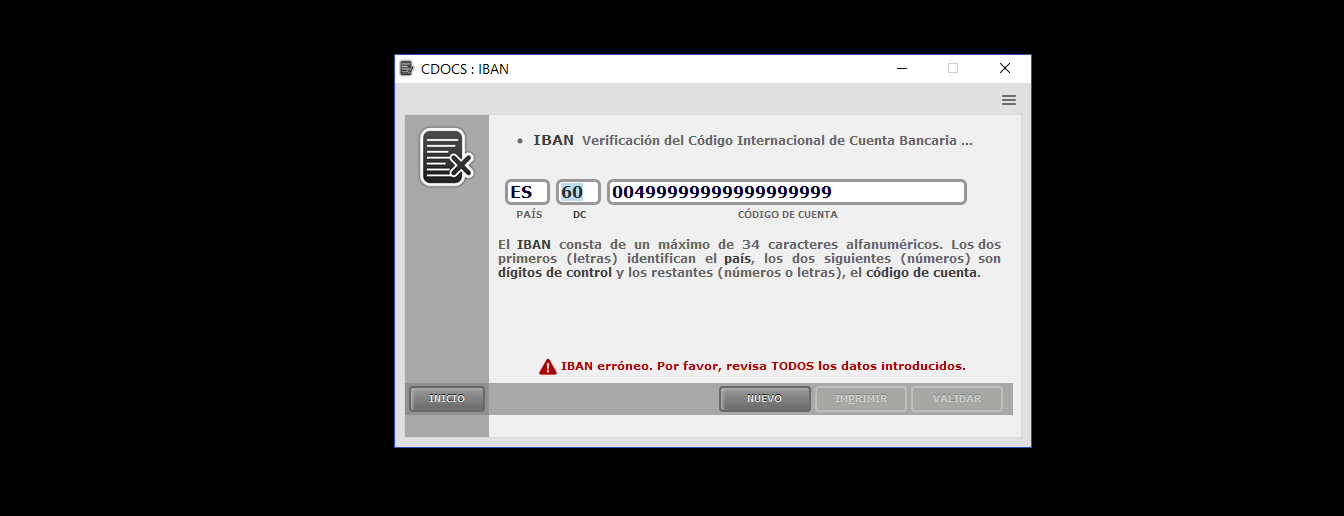 CDOCS : IBAN
• IBAN Verificación del Código Internacional de Cuenta Bancaria ...
ES 60 00499999999999999999
PAÍS DC CÓDIGO DE CUENTA
El IBAN consta de un máximo de 34 caracteres alfanuméricos. Los dos
primeros (letras) identifican el país, los dos siguientes (números) son
dígitos de control y los restantes (números o letras), el código de cuenta.
IBAN erróneo. Por favor, revisa TODOS los datos introducidos.
INICIO NUEVO IMPRIMIR VALIDAR